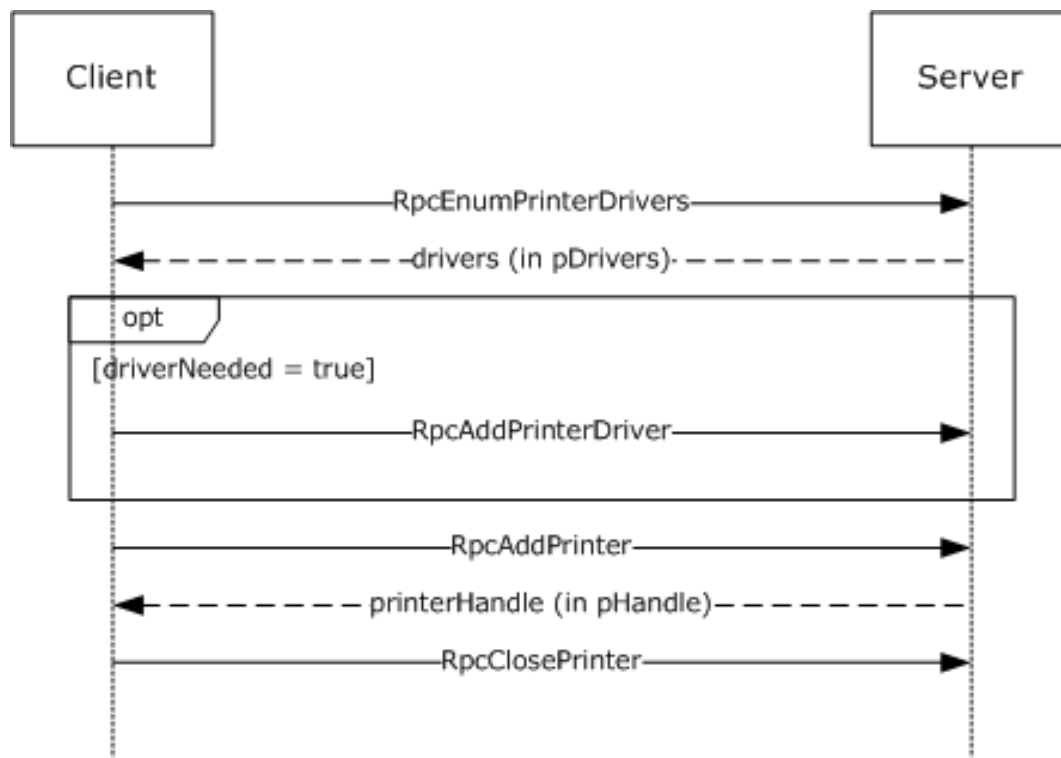 Client
Server
RpcEnumPrinterDrivers
drivers (in pDrivers)
opt
[driverNeeded = true]
RpcAddPrinterDriver
RpcAddPrinter
printerHandle (in pHandle)
RpcClosePrinter